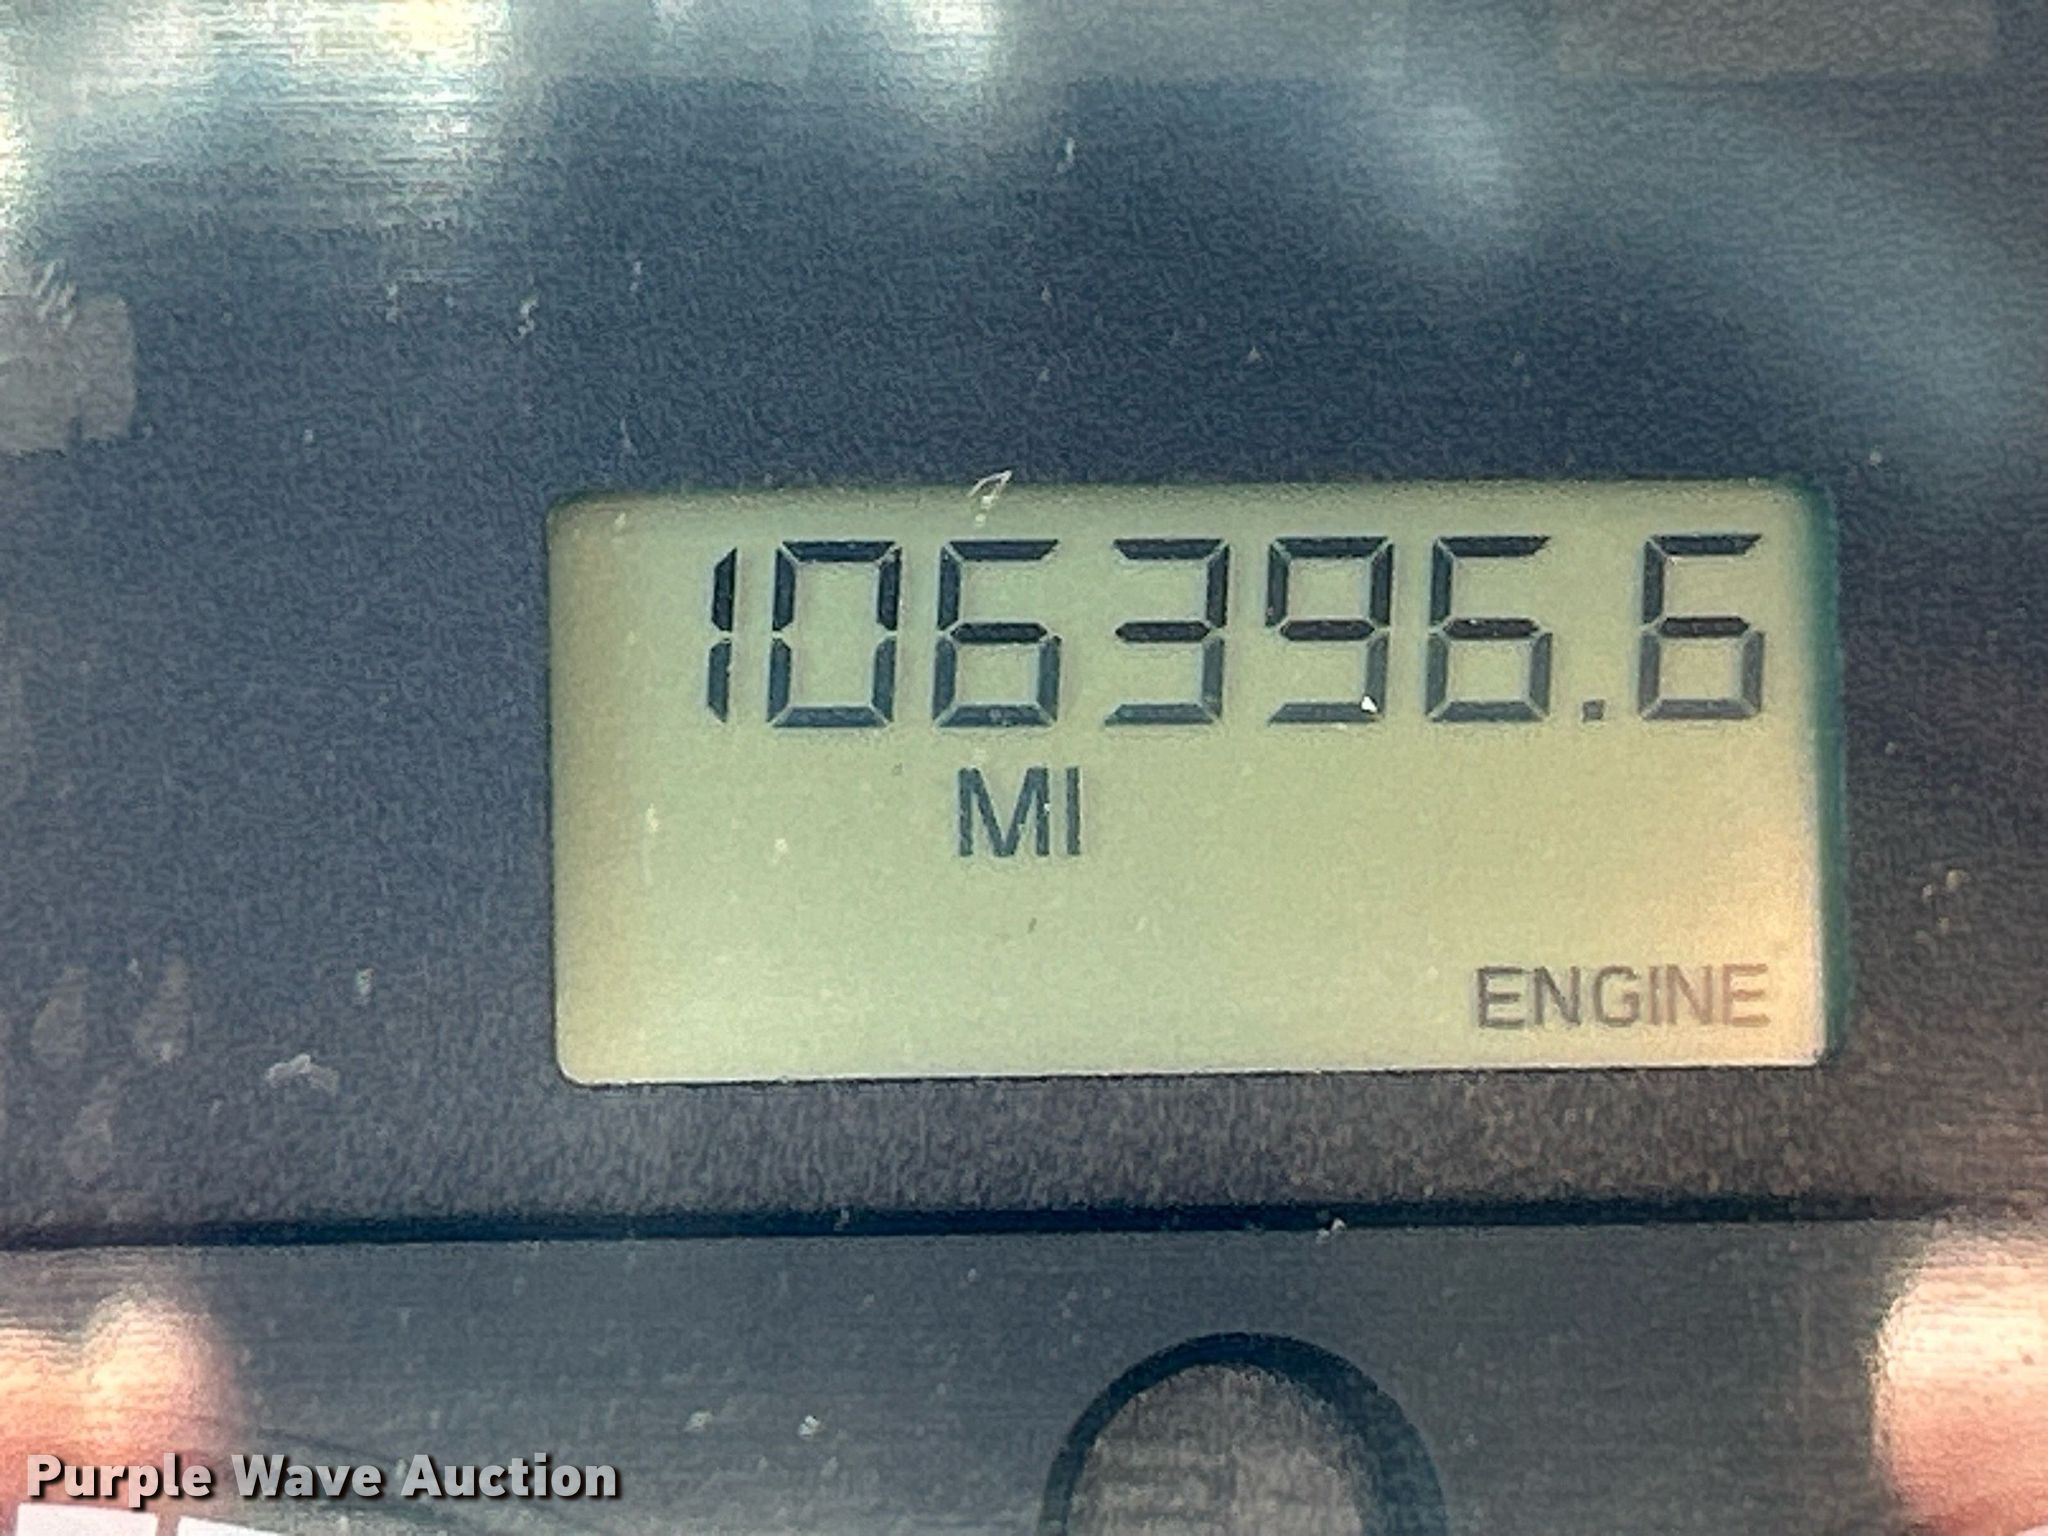 106396.6
MI
ENGINE
Purple Wave Auction